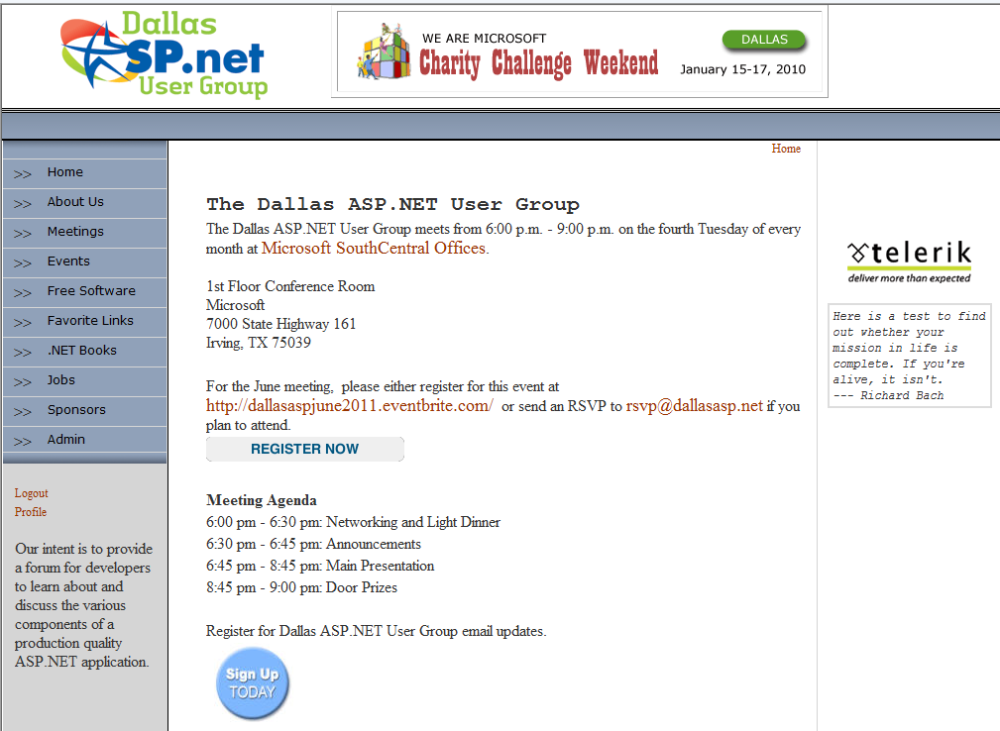 Dallas
ASP.net
User Group
WE ARE MICROSOFT
Charity Challenge Weekend
DALLAS
January 15-17, 2010
>> Home
>> About Us
>> Meetings
>> Events
>> Free Software
>> Favorite Links
>> .NET Books
>> Jobs
>> Sponsors
>> Admin
Logout
Profile
Our intent is to provide
a forum for developers
to learn about and
discuss the various
components of a
production quality
ASP.NET application.
Home
The Dallas ASP.NET User Group
The Dallas ASP.NET User Group meets from 6:00 p.m. - 9:00 p.m. on the fourth Tuesday of every
month at Microsoft SouthCentral Offices.
1st Floor Conference Room
Microsoft
7000 State Highway 161
Irving, TX 75039
For the June meeting,  please either register for this event at
http://dallasaspjune2011.eventbrite.com/  or send an RSVP to rsvp@dallasasp.net if you
plan to attend.
REGISTER NOW
Meeting Agenda
6:00 pm - 6:30 pm: Networking and Light Dinner
6:30 pm - 6:45 pm: Announcements
6:45 pm - 8:45 pm: Main Presentation
8:45 pm - 9:00 pm: Door Prizes
Register for Dallas ASP.NET User Group email updates.
Sign Up
TODAY
telerik
deliver more than expected
Here is a test to find
out whether your
mission in life is
complete. If you're
alive, it isn't.
--- Richard Bach